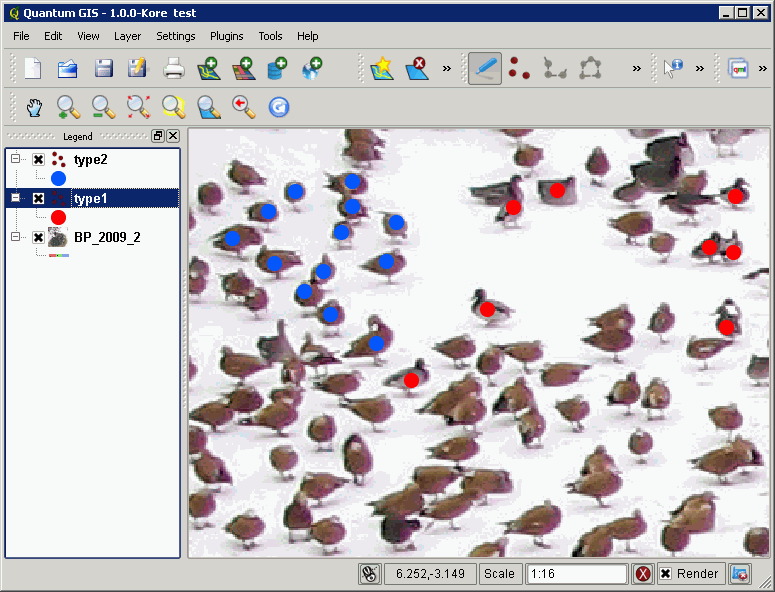 Quantum GIS - 1.0.0-Kore test
File Edit View Layer Settings Plugins Tools Help
Legend
type2
type1
BP_2009_2
6.252,-3.149 Scale 1:16 Render